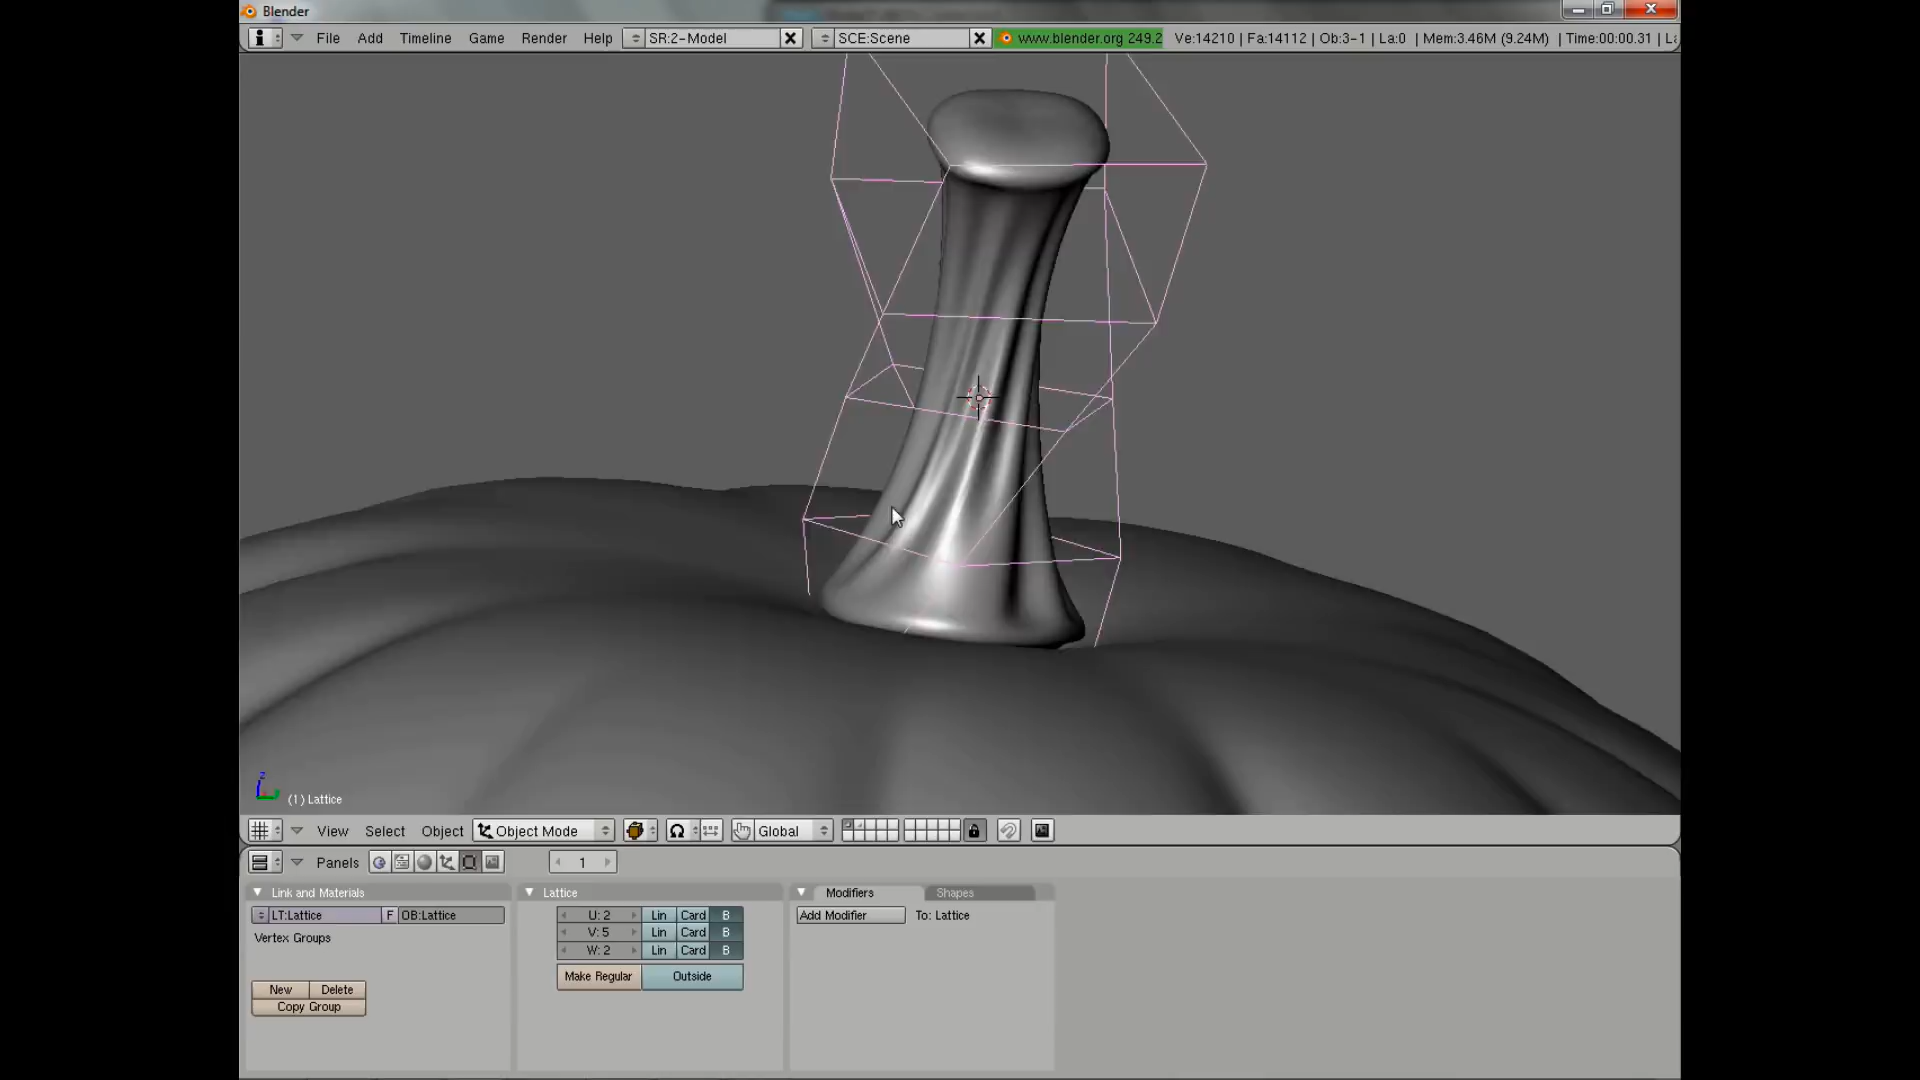 Blender
File Add Timeline Game Render Help SR:2-Model SCE:Scene www.blender.org 249.2 Ve:14210 | Fa:14112 | Ob:3-1 | La:0 | Mem:3.46M (9.24M) | Time:00:00.31 |
z
(1) Lattice
View Select Object Object Mode Global
Panels 1
Link and Materials Lattice Modifiers Shapes
LT:Lattice F OB:Lattice U: 2 Lin Card B Add Modifier To: Lattice
Vertex Groups V: 5 Lin Card B
W: 2 Lin Card B
Make Regular Outside
New Delete
Copy Group